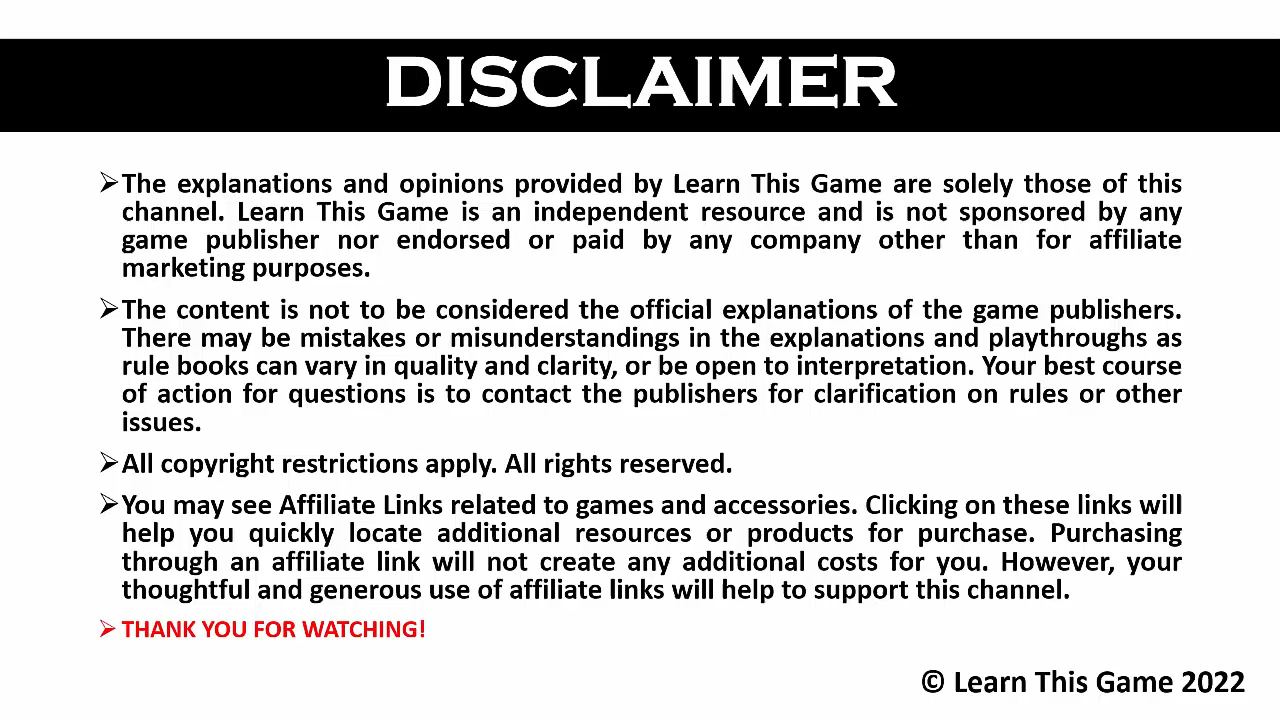 DISCLAIMER
➢The explanations and opinions provided by Learn This Game are solely those of this
channel. Learn This Game is an independent resource and is not sponsored by any
game publisher nor endorsed or paid by any company other than for affiliate
marketing purposes.
➢The content is not to be considered the official explanations of the game publishers.
There may be mistakes or misunderstandings in the explanations and playthroughs as
rule books can vary in quality and clarity, or be open to interpretation. Your best course
of action for questions is to contact the publishers for clarification on rules or other
issues.
➢All copyright restrictions apply. All rights reserved.
➢You may see Affiliate Links related to games and accessories. Clicking on these links will
help you quickly locate additional resources or products for purchase. Purchasing
through an affiliate link will not create any additional costs for you. However, your
thoughtful and generous use of affiliate links will help to support this channel.
➢THANK YOU FOR WATCHING!
© Learn This Game 2022